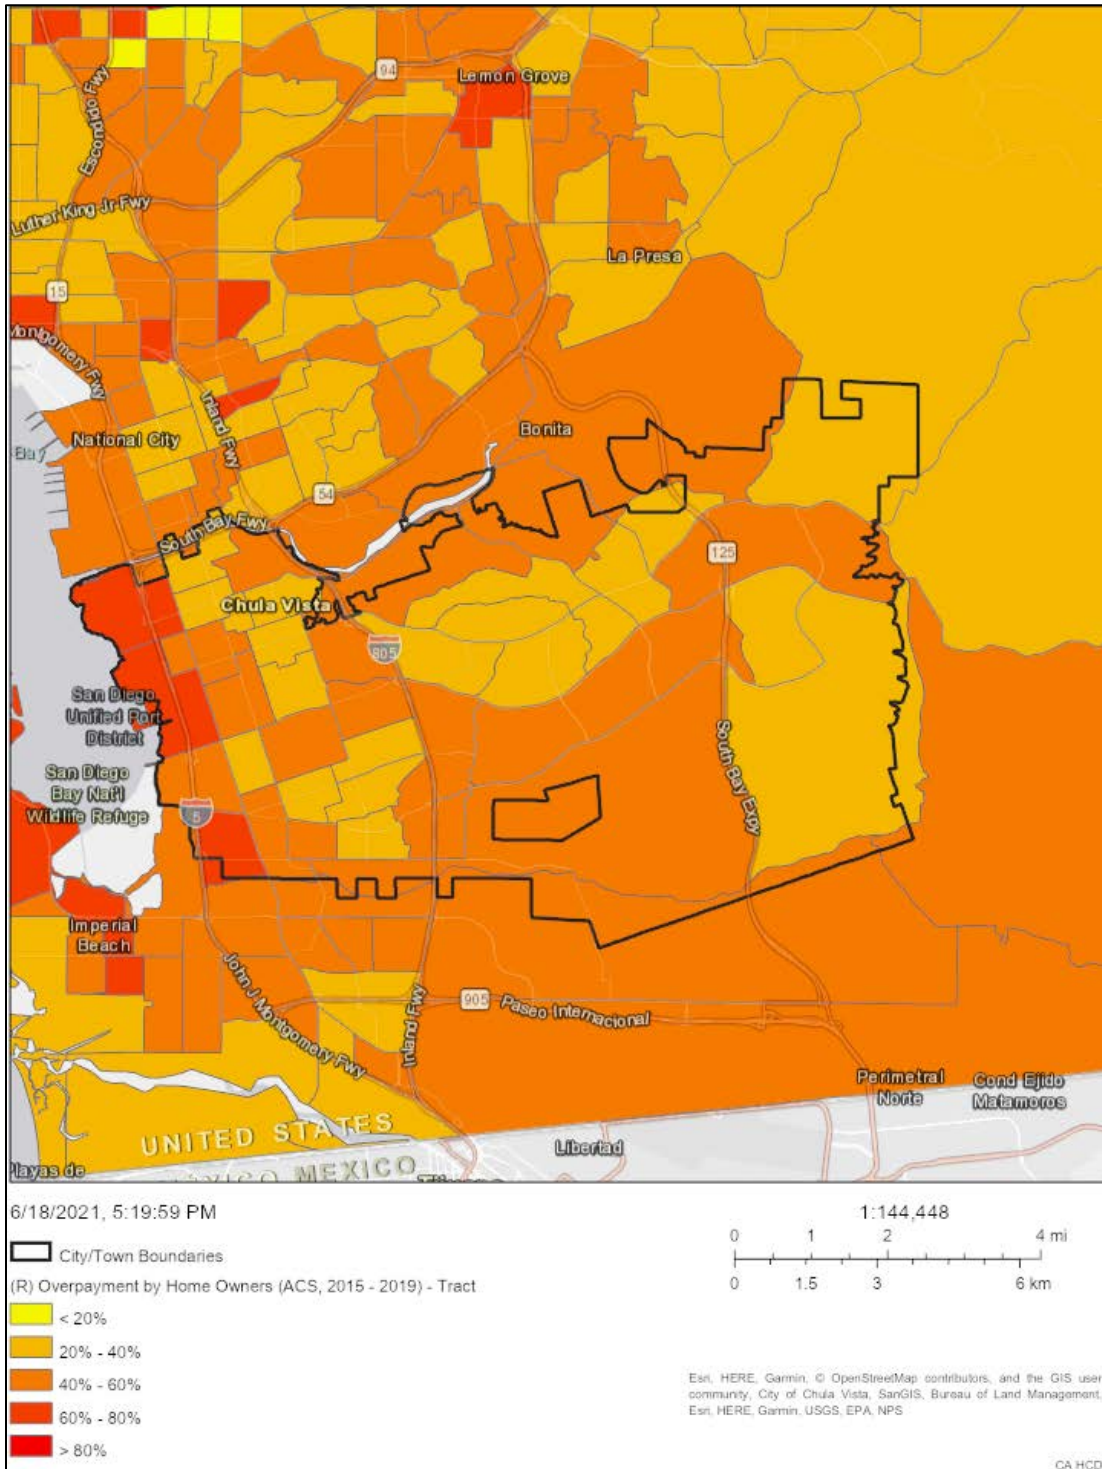 94
Lemon Grove
Escondido Fwy
Luther King Jr Fwy
La Presa
15
Montgomery Fwy
Inland Fwy
National City
Bay
Bonita
54
South Bay Fwy
125
Chula Vista
805
San Diego
Unified Port
District
South Bay Expy
San Diego
Bay Nat'l
Wildlife Refuge
5
Imperial
Beach
John J Montgomery Fwy
Inland Fwy
905
Paseo Internacional
Perimetral
Norte
Cond Ejido
Matamoros
UNITED STATES
MEXICO
Libertad
Playas de
6/18/2021, 5:19:59 PM
1:144,448
0 1 2 4 mi
0 1.5 3 6 km
City/Town Boundaries
(R) Overpayment by Home Owners (ACS, 2015 - 2019) - Tract
< 20%
20% - 40%
40% - 60%
60% - 80%
> 80%
Esri, HERE, Garmin, © OpenStreetMap contributors, and the GIS user
community, City of Chula Vista, SanGIS, Bureau of Land Management,
Esri, HERE, Garmin, USGS, EPA, NPS
CA HCD